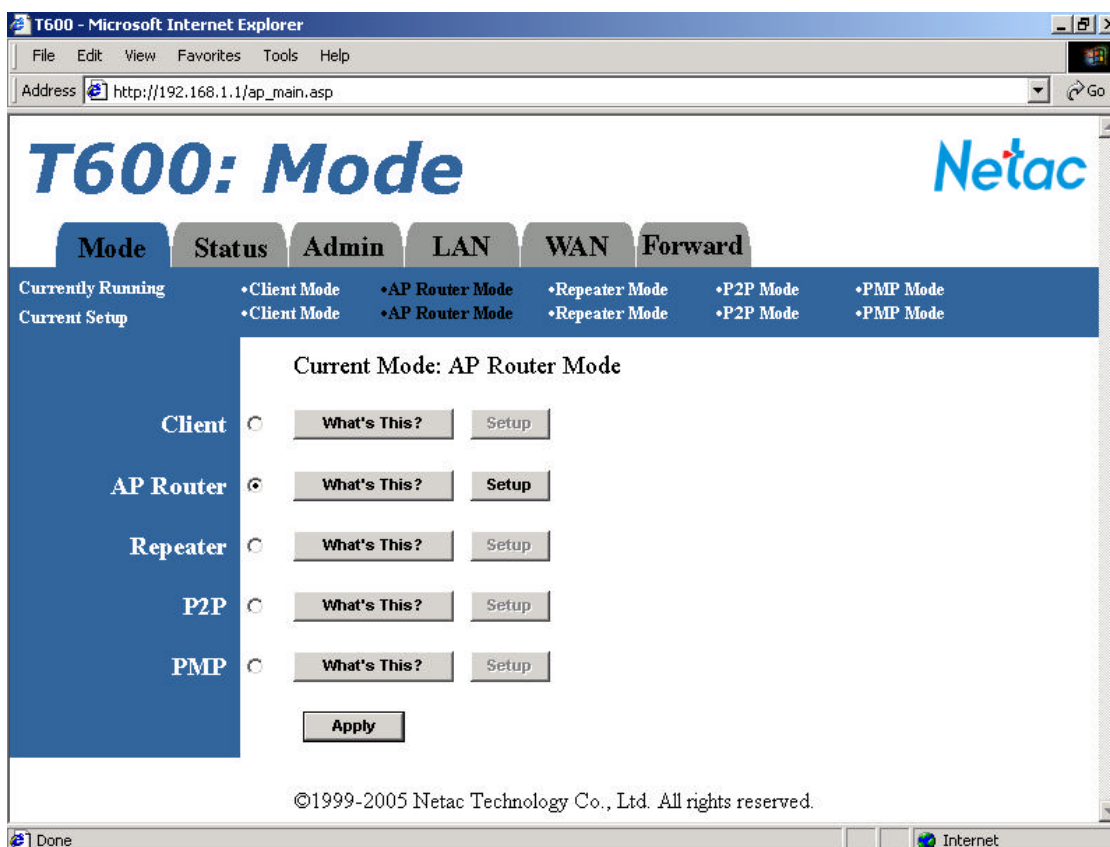 T600 - Microsoft Internet Explorer
File Edit View Favorites Tools Help
Address http://192.168.1.1/ap_main.asp Go
T600: Mode
Netac
Mode Status Admin LAN WAN Forward
Currently Running •Client Mode •AP Router Mode •Repeater Mode •P2P Mode •PMP Mode
Current Setup •Client Mode •AP Router Mode •Repeater Mode •P2P Mode •PMP Mode
Current Mode: AP Router Mode
Client What's This? Setup
AP Router What's This? Setup
Repeater What's This? Setup
P2P What's This? Setup
PMP What's This? Setup
Apply
©1999-2005 Netac Technology Co., Ltd. All rights reserved.
Done Internet